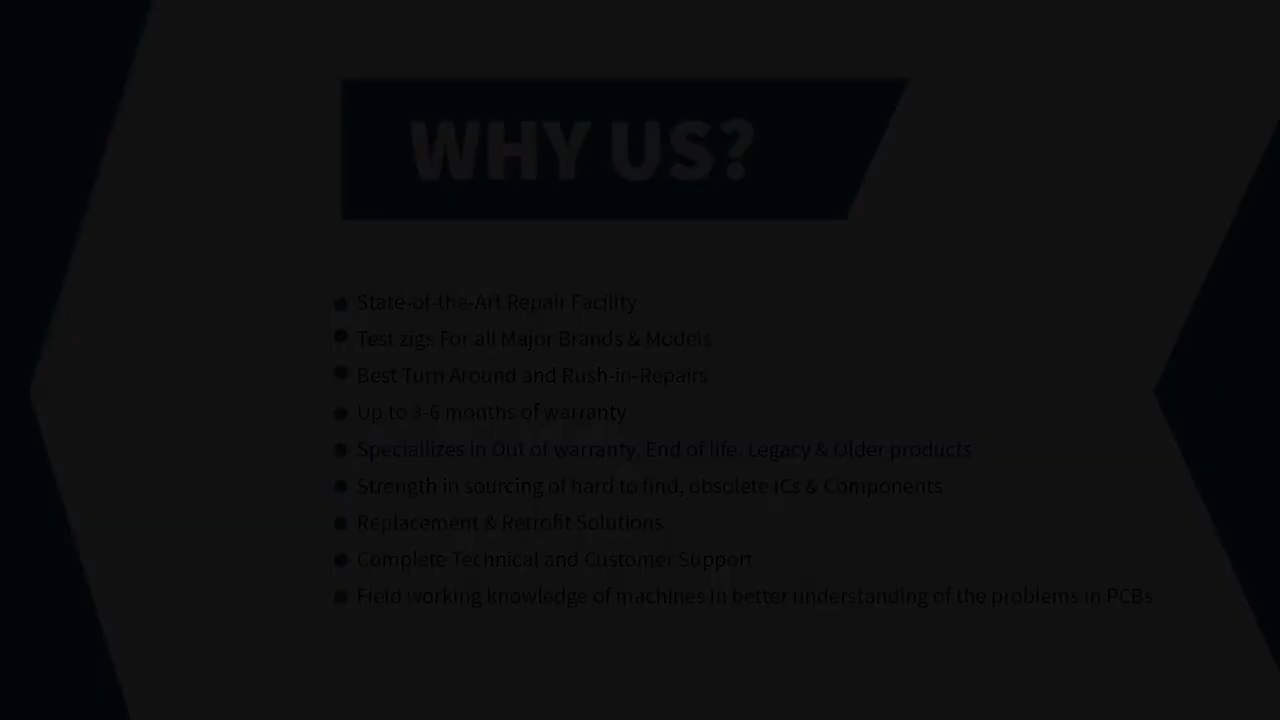 WHY US?
State-of-the-Art Repair Facility
Test zigs For all Major Brands & Models
Best Turn Around and Rush-in-Repairs
Up to 3-6 months of warranty
Speciallizes in Out of warranty, End of life, Legacy & Older products
Strength in sourcing of hard to find, obsolete ICs & Components
Replacement & Retrofit Solutions
Complete Technical and Customer Support
Field working knowledge of machines in better understanding of the problems in PCBs